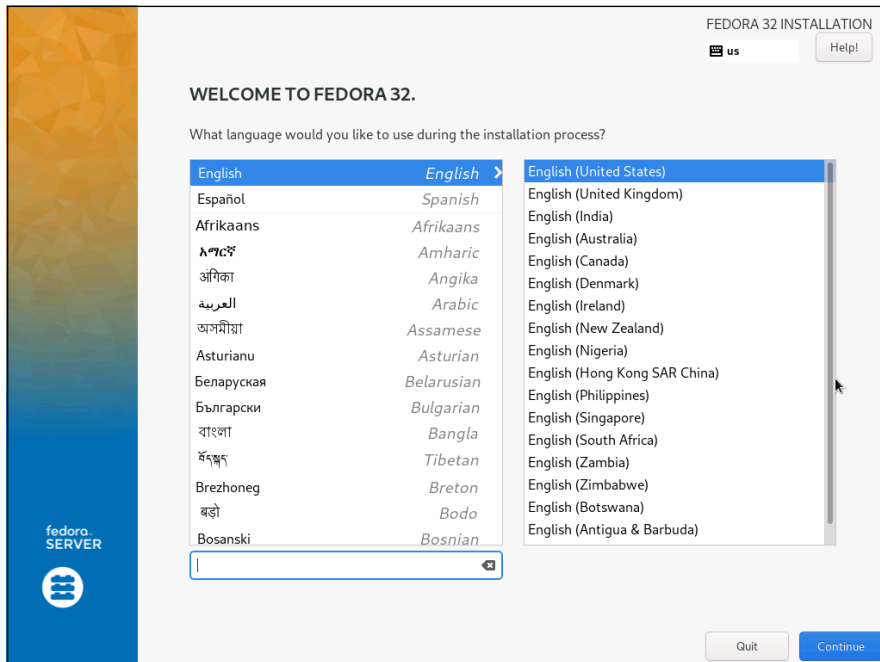 FEDORA 32 INSTALLATION
us
Help!
WELCOME TO FEDORA 32.
What language would you like to use during the installation process?
English English
Español Spanish
Afrikaans Afrikaans
አማርኛ Amharic
अंगिका Angika
العربية Arabic
অসমীয়া Assamese
Asturianu Asturian
Беларуская Belarusian
Български Bulgarian
বাংলা Bangla
བོད་སྐད་ Tibetan
Brezhoneg Breton
बड़ो Bodo
Bosanski Bosnian
English (United States)
English (United Kingdom)
English (India)
English (Australia)
English (Canada)
English (Denmark)
English (Ireland)
English (New Zealand)
English (Nigeria)
English (Hong Kong SAR China)
English (Philippines)
English (Singapore)
English (South Africa)
English (Zambia)
English (Zimbabwe)
English (Botswana)
English (Antigua & Barbuda)
fedora
SERVER
Quit
Continue